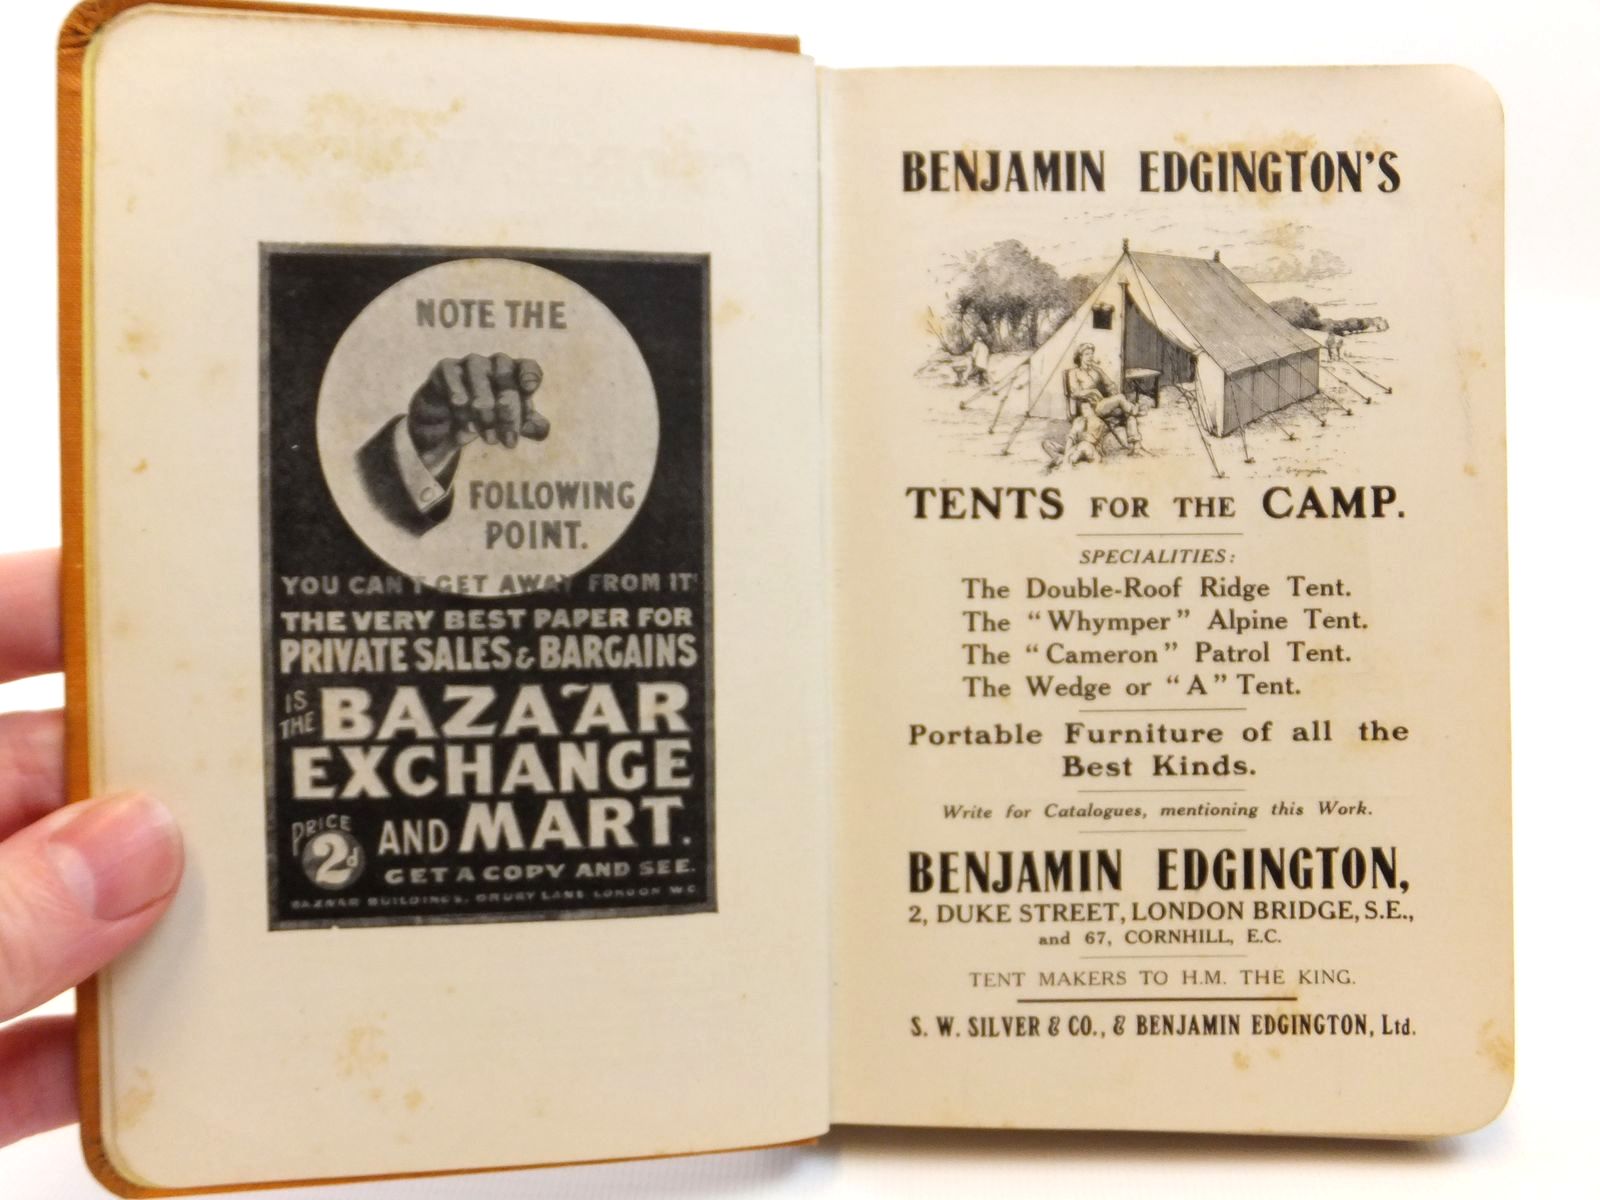 NOTE THE
FOLLOWING
POINT.
YOU CAN'T GET AWAY FROM IT!
THE VERY BEST PAPER FOR
PRIVATE SALES & BARGAINS
IS THE BAZAAR
EXCHANGE
AND MART.
PRICE 2d
GET A COPY AND SEE.
BAZAAR BUILDINGS, DRURY LANE, LONDON W.C.
BENJAMIN EDGINGTON'S
TENTS FOR THE CAMP.
SPECIALITIES:
The Double-Roof Ridge Tent.
The "Whymper" Alpine Tent.
The "Cameron" Patrol Tent.
The Wedge or "A" Tent.
Portable Furniture of all the
Best Kinds.
Write for Catalogues, mentioning this Work.
BENJAMIN EDGINGTON,
2, DUKE STREET, LONDON BRIDGE, S.E.,
and 67, CORNHILL, E.C.
TENT MAKERS TO H.M. THE KING.
S. W. SILVER & CO., & BENJAMIN EDGINGTON, Ltd.